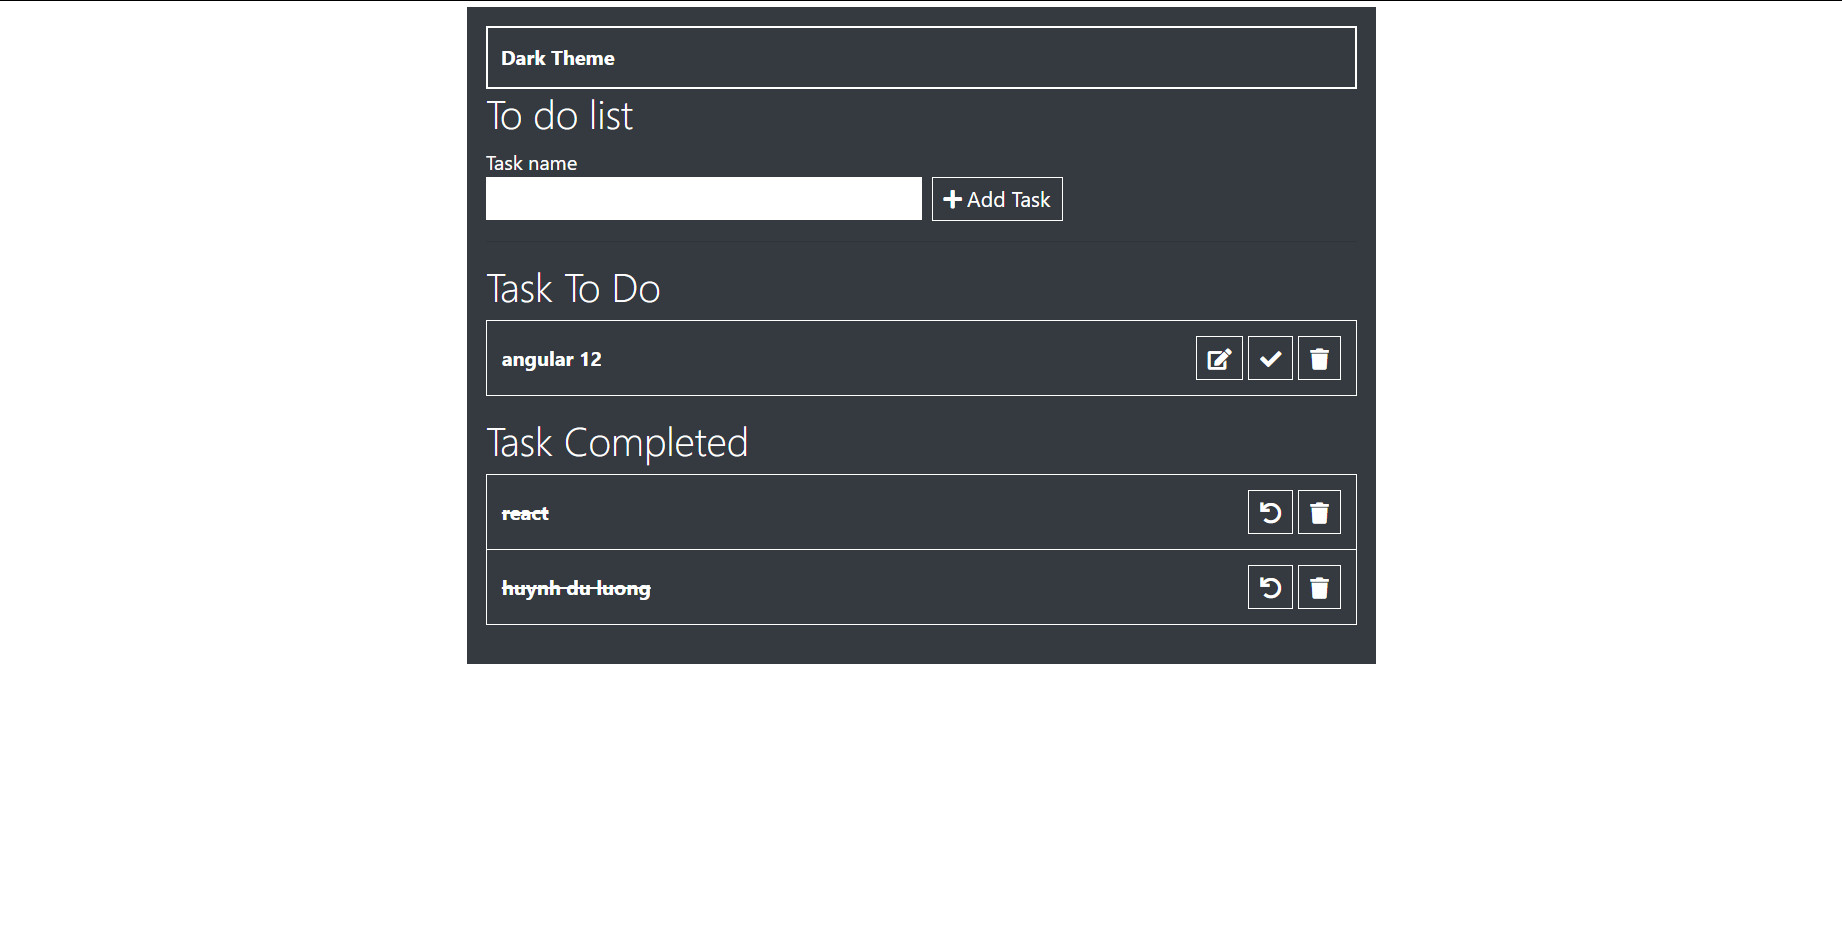 Dark Theme
To do list
Task name
Add Task
Task To Do
angular 12
Task Completed
react
huynh du luong